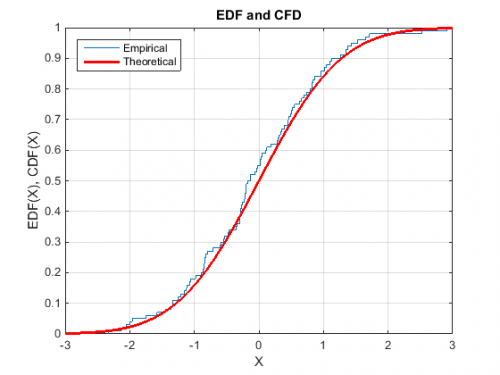 EDF and CFD
Empirical
Theoretical
EDF(X), CDF(X)
1
0.9
0.8
0.7
0.6
0.5
0.4
0.3
0.2
0.1
0
-3 -2 -1 0 1 2 3
X